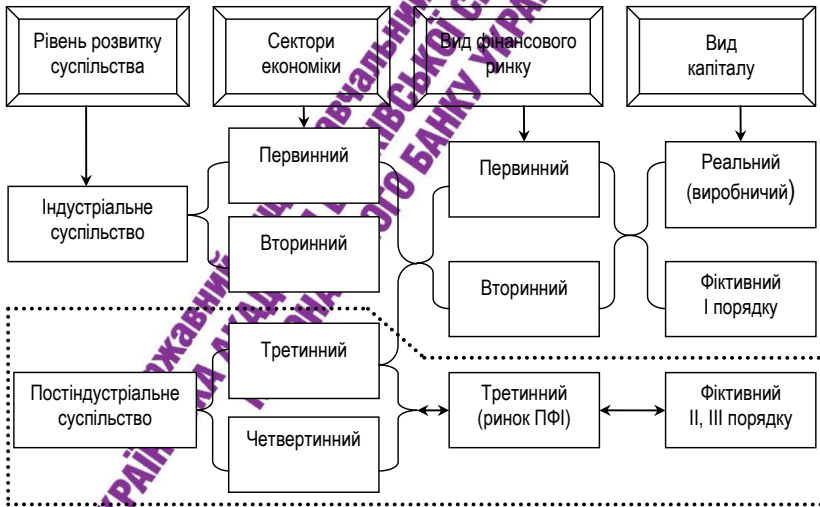 Рівень розвитку
суспільства
Сектори
економіки
Вид фінансового
ринку
Вид
капіталу
Первинний
Первинний
Реальний
(виробничий)
Індустріальне
суспільство
Вторинний
Вторинний
Фіктивний
І порядку
Третинний
Постіндустріальне
суспільство
Третинний
(ринок ПФІ)
Фіктивний
ІІ, ІІІ порядку
Четвертинний